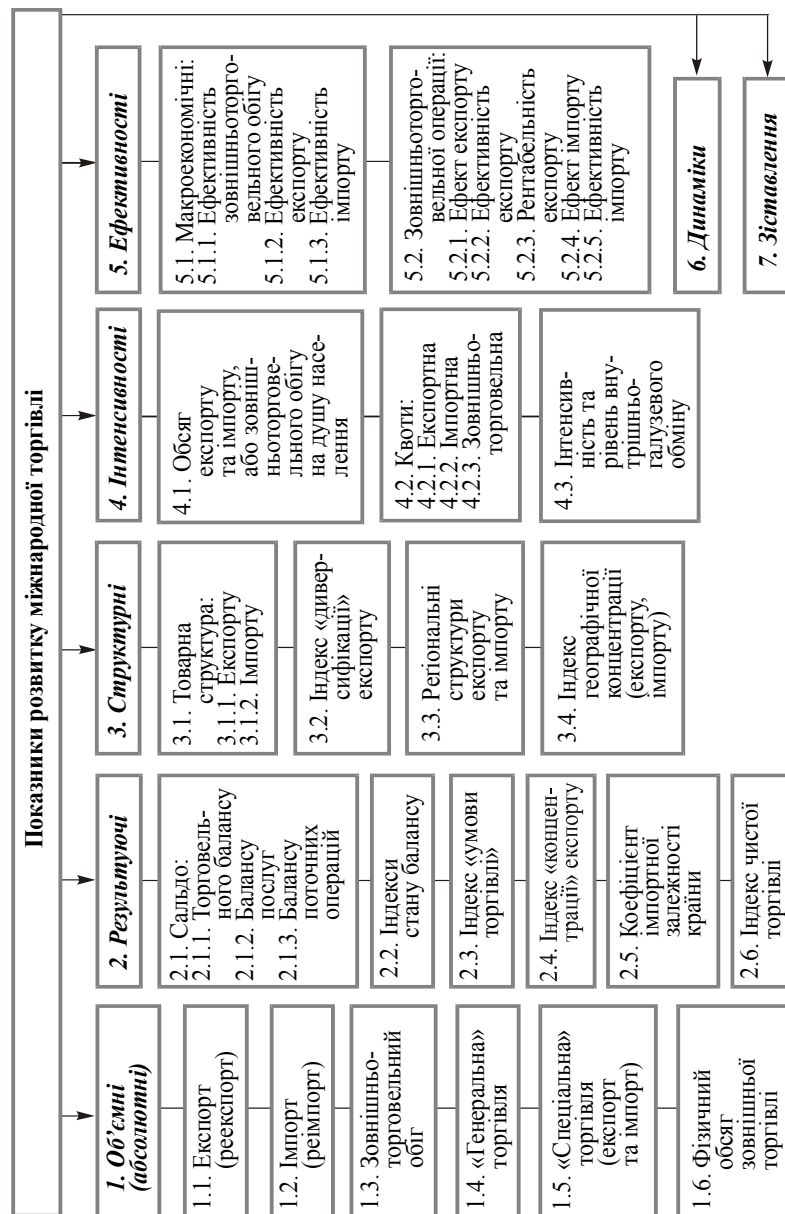 Показники розвитку міжнародної торгівлі
1. Об’ємні
(абсолютні)
1.1. Експорт
(реекспорт)
1.2. Імпорт
(реімпорт)
1.3. Зовнішньо-
торговельний
обіг
1.4. «Генеральна»
торгівля
1.5. «Спеціальна»
торгівля
(експорт
та імпорт)
1.6. Фізичний
обсяг
зовнішньої
торгівлі
2. Результуючі
2.1. Сальдо:
2.1.1. Торговель-
ного балансу
2.1.2. Балансу
послуг
2.1.3. Балансу
поточних
операцій
2.2. Індекси
стану балансу
2.3. Індекс «умови
торгівлі»
2.4. Індекс «концен-
трації» експорту
2.5. Коефіцієнт
імпортної
залежності
країни
2.6. Індекс чистої
торгівлі
3. Структурні
3.1. Товарна
структура:
3.1.1. Експорту
3.1.2. Імпорту
3.2. Індекс «дивер-
сифікації»
експорту
3.3. Регіональні
структури
експорту
та імпорту
3.4. Індекс
географічної
концентрації
(експорту,
імпорту)
4. Інтенсивності
4.1. Обсяг
експорту
та імпорту,
або зовніш-
ньоторгове-
льного обігу
на душу насе-
лення
4.2. Квоти:
4.2.1. Експортна
4.2.2. Імпортна
4.2.3. Зовнішньо-
торговельна
4.3. Інтенсив-
ність та
рівень вну-
трішньо-
галузевого
обміну
5. Ефективності
5.1. Макроекономічні:
5.1.1. Ефективність
зовнішньоторго-
вельного обігу
5.1.2. Ефективність
експорту
5.1.3. Ефективність
імпорту
5.2. Зовнішньоторго-
вельної операції:
5.2.1. Ефект експорту
5.2.2. Ефективність
експорту
5.2.3. Рентабельність
експорту
5.2.4. Ефект імпорту
5.2.5. Ефективність
імпорту
6. Динаміки
7. Зіставлення